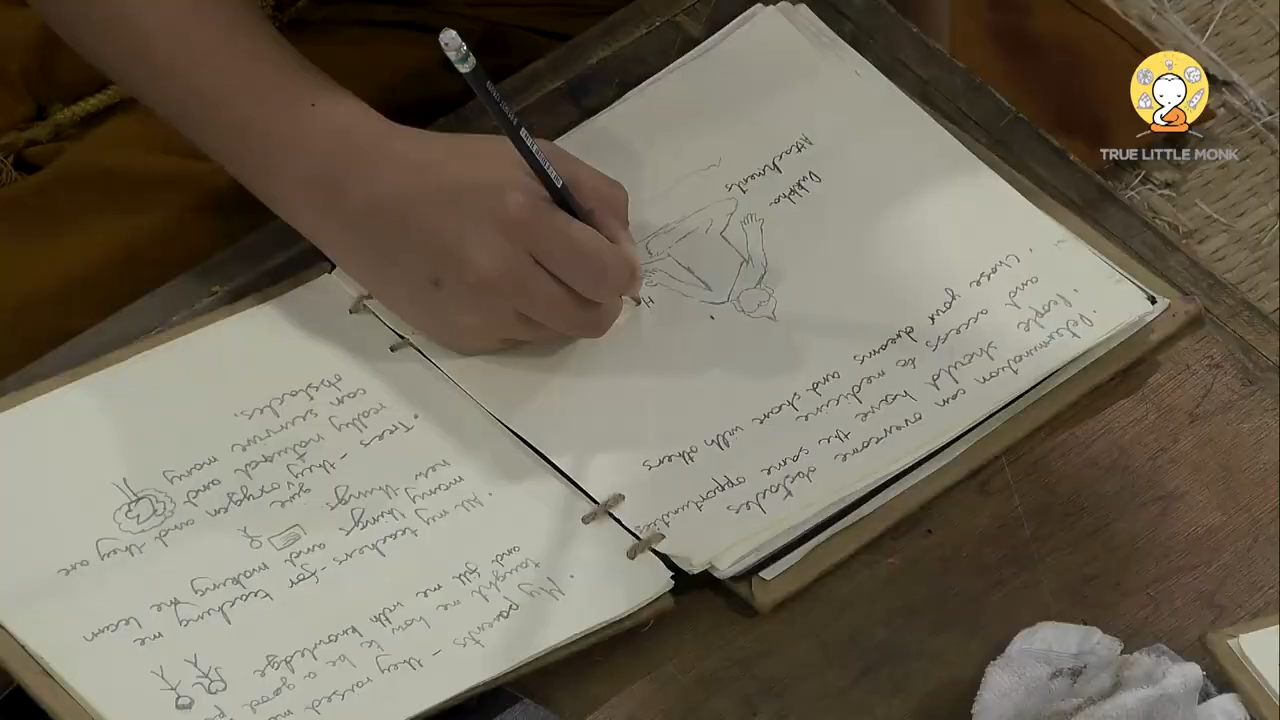 TRUE LITTLE MONK
Attachments
Dukkha
H
· Determination can overcome obstacles
· People should have the same opportunities
and access to medicine
· Chase your dreams and share with others
· My parents - they raised me
taught me how to be a good
and fill me with knowledge
· All my teachers - for teaching me
many things and making me learn
new things
· Trees - they give oxygen and they are
really natural and
can survive many
obstacles.